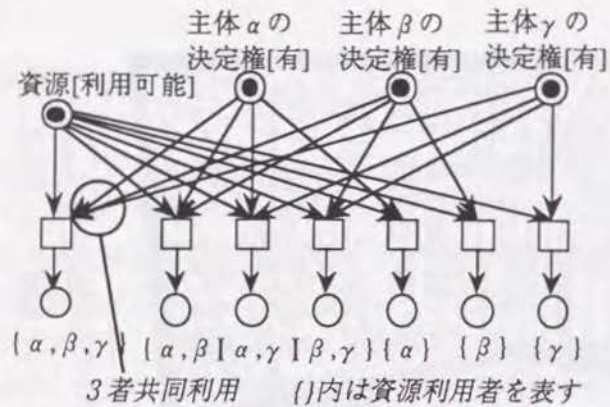 主体αの 主体βの 主体γの
決定権[有] 決定権[有] 決定権[有]
資源[利用可能]
{α,β,γ} {α,β}{α,γ}{β,γ}{α} {β} {γ}
3者共同利用 {}内は資源利用者を表す